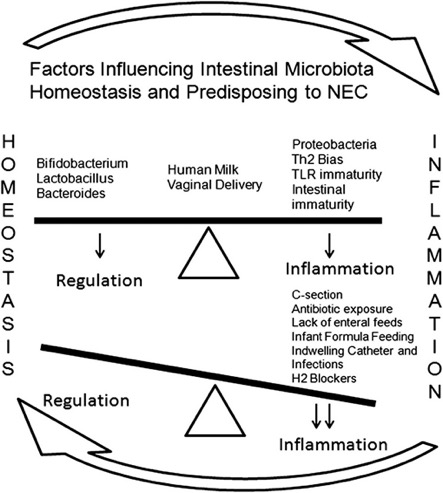 Factors Influencing Intestinal Microbiota
Homeostasis and Predisposing to NEC
HOMEOSTASIS
Bifidobacterium
Lactobacillus
Bacteroides
Human Milk
Vaginal Delivery
Proteobacteria
Th2 Bias
TLR immaturity
Intestinal
immaturity
INFLAMMATION
Regulation
Inflammation
C-section
Antibiotic exposure
Lack of enteral feeds
Infant Formula Feeding
Indwelling Catheter and
Infections
H2 Blockers
Regulation
Inflammation